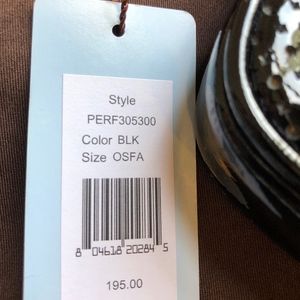 Style
PERF305300
Color BLK
Size OSFA
8 04618 20284 5
195.00